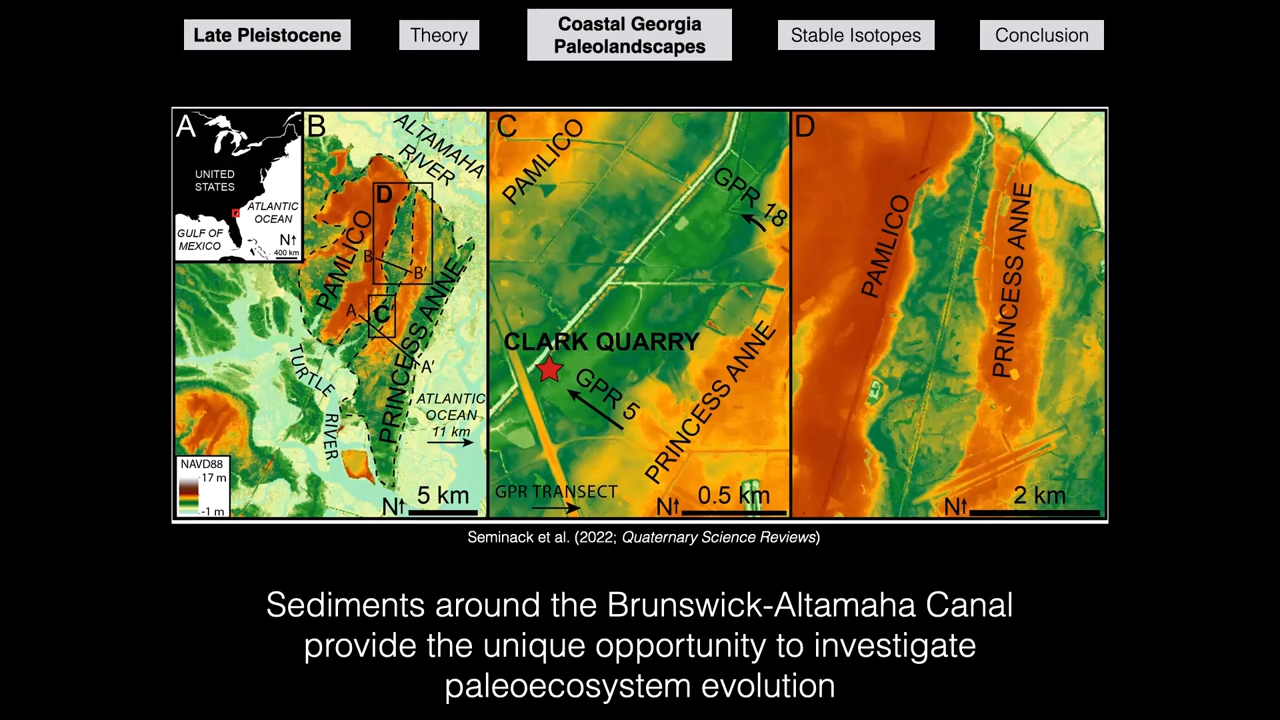 Late Pleistocene
Theory
Coastal Georgia
Paleolandscapes
Stable Isotopes
Conclusion
A
UNITED
STATES
ATLANTIC
OCEAN
GULF OF
MEXICO
N↑
400 km
B
ALTAMAHA
RIVER
D
PAMLICO
B
B'
A
C
A'
PRINCESS ANNE
TURTLE
RIVER
ATLANTIC
OCEAN
11 km
NAVD88
17 m
-1 m
N↑
5 km
C
PAMLICO
GPR 18
CLARK QUARRY
GPR 5
PRINCESS ANNE
GPR TRANSECT
N↑
0.5 km
D
PAMLICO
PRINCESS ANNE
N↑
2 km
Seminack et al. (2022; Quaternary Science Reviews)
Sediments around the Brunswick-Altamaha Canal
provide the unique opportunity to investigate
paleoecosystem evolution